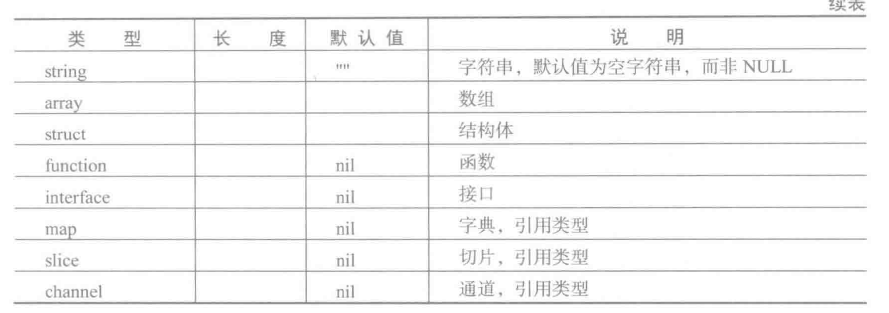 续表
类 型 长 度 默认值 说 明
string "" 字符串，默认值为空字符串，而非 NULL
array 数组
struct 结构体
function nil 函数
interface nil 接口
map nil 字典，引用类型
slice nil 切片，引用类型
channel nil 通道，引用类型